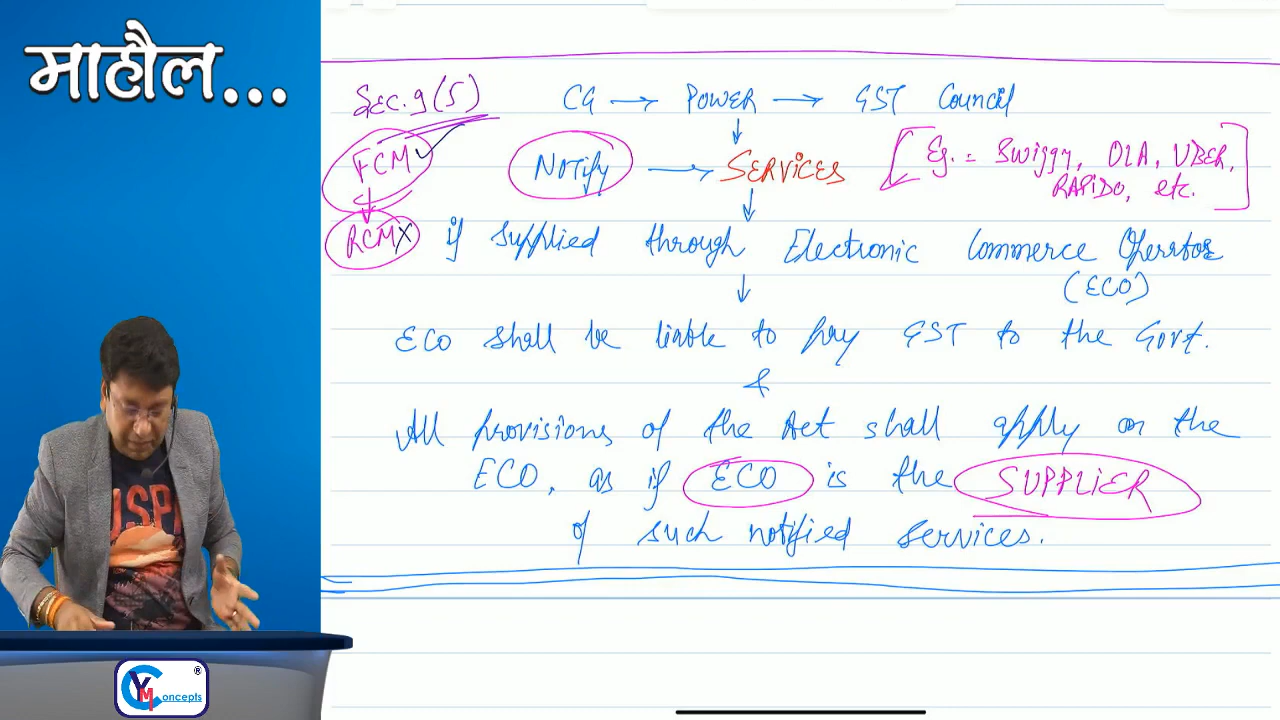 माहौल...
Sec. 9(5) CG → POWER → GST Council
FCM ✓ NOTIFY → SERVICES [Eg. = Swiggy, OLA, UBER,
RAPIDO, etc.]
RCM X if supplied through Electronic Commerce Operator
(ECO)
ECO shall be liable to pay GST to the Govt.
&
All provisions of the Act shall apply on the
ECO, as if ECO is the SUPPLIER
of such notified services.
YM Concepts ®